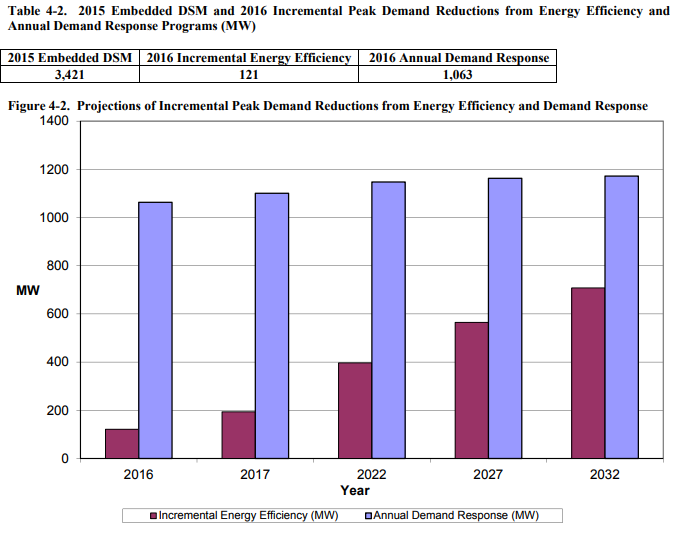 Table 4-2. 2015 Embedded DSM and 2016 Incremental Peak Demand Reductions from Energy Efficiency and
Annual Demand Response Programs (MW)
2015 Embedded DSM 2016 Incremental Energy Efficiency 2016 Annual Demand Response
3,421 121 1,063
Figure 4-2. Projections of Incremental Peak Demand Reductions from Energy Efficiency and Demand Response
1400
1200
1000
800
MW
600
400
200
0
2016 2017 2022 2027 2032
Year
Incremental Energy Efficiency (MW) Annual Demand Response (MW)